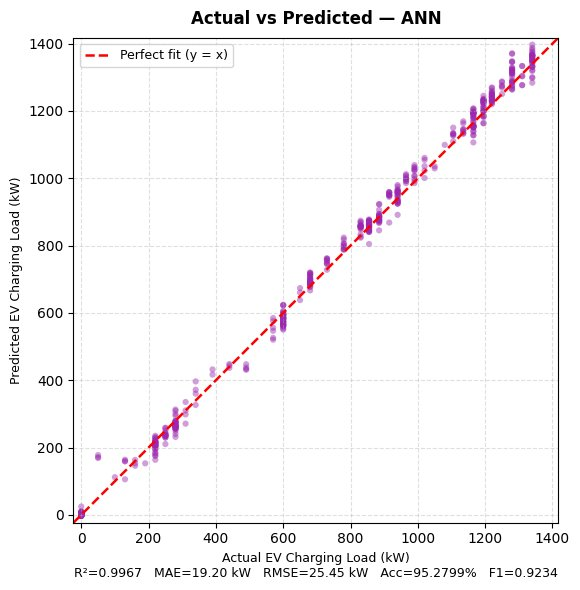 Actual vs Predicted — ANN
Perfect fit (y = x)
Predicted EV Charging Load (kW)
1400
1200
1000
800
600
400
200
0
0 200 400 600 800 1000 1200 1400
Actual EV Charging Load (kW)
R²=0.9967 MAE=19.20 kW RMSE=25.45 kW Acc=95.2799% F1=0.9234